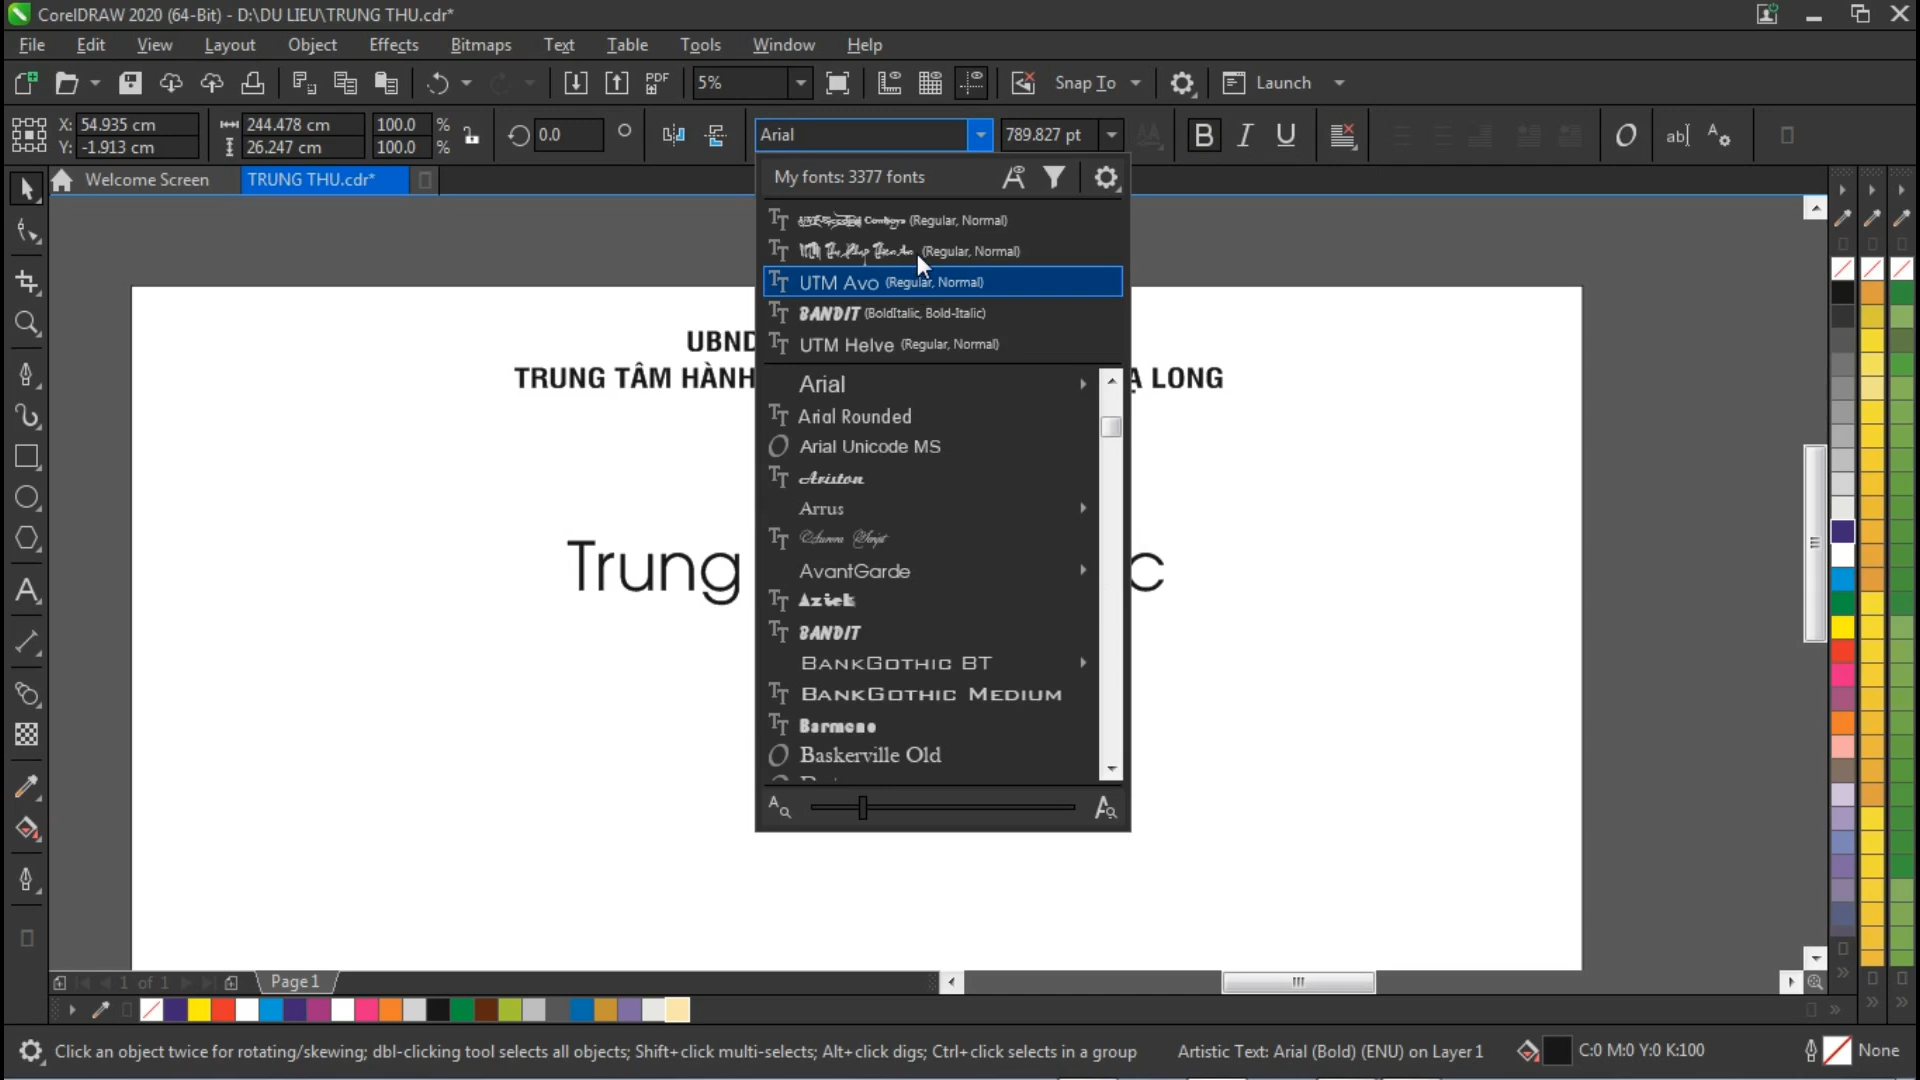 CorelDRAW 2020 (64-Bit) - D:\DU LIEU\TRUNG THU.cdr*
File Edit View Layout Object Effects Bitmaps Text Table Tools Window Help
PDF 5% Snap To Launch
X: 54.935 cm 244.478 cm 100.0 % 0.0 Arial 789.827 pt B I U O ab|
Y: -1.913 cm 26.247 cm 100.0 %
Welcome Screen TRUNG THU.cdr*
My fonts: 3377 fonts
Cowboys (Regular, Normal)
(Regular, Normal)
UTM Avo (Regular, Normal)
BANDIT (BoldItalic, Bold-Italic)
UTM Helve (Regular, Normal)
Arial
Arial Rounded
Arial Unicode MS
Ariston
Arrus
Aurora Script
AvantGarde
Aztek
BANDIT
BankGothic BT
BankGothic Medium
Barmeno
Baskerville Old
UBND
TRUNG TÂM HÀNH LONG
Trung c
1 of 1 Page 1
Click an object twice for rotating/skewing; dbl-clicking tool selects all objects; Shift+click multi-selects; Alt+click digs; Ctrl+click selects in a group Artistic Text: Arial (Bold) (ENU) on Layer 1 C:0 M:0 Y:0 K:100 None